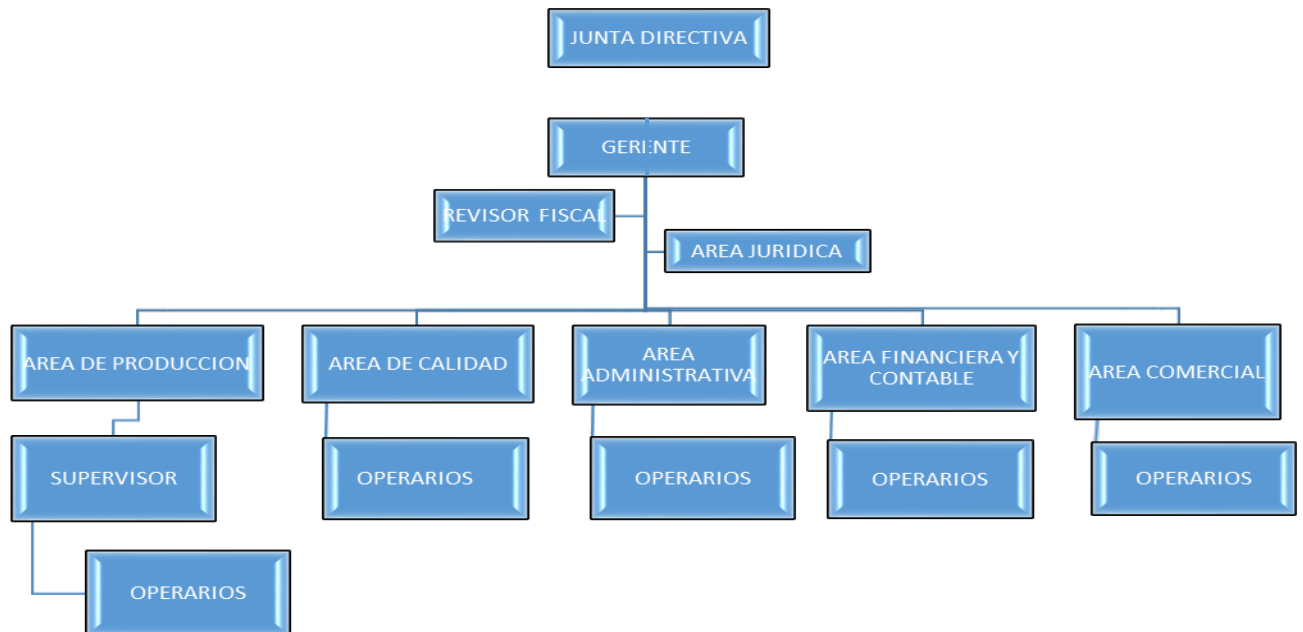 JUNTA DIRECTIVA
GERENTE
REVISOR FISCAL
AREA JURIDICA
AREA DE PRODUCCION
AREA DE CALIDAD
AREA
ADMINISTRATIVA
AREA FINANCIERA Y
CONTABLE
AREA COMERCIAL
SUPERVISOR
OPERARIOS
OPERARIOS
OPERARIOS
OPERARIOS
OPERARIOS